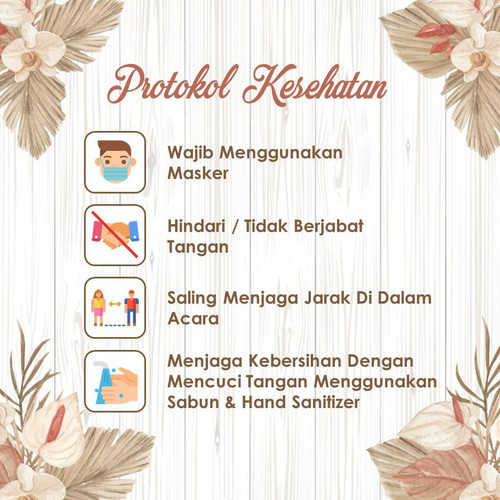 Protokol Kesehatan
Wajib Menggunakan
Masker
Hindari / Tidak Berjabat
Tangan
Saling Menjaga Jarak Di Dalam
Acara
Menjaga Kebersihan Dengan
Mencuci Tangan Menggunakan
Sabun & Hand Sanitizer